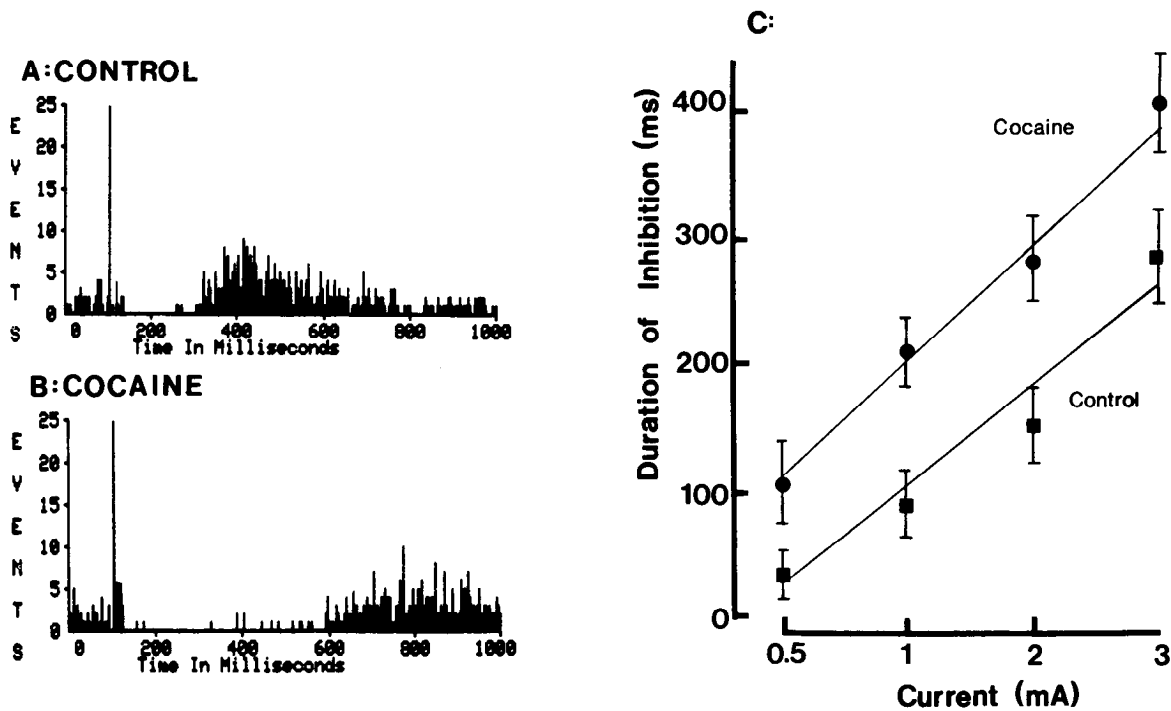 A:CONTROL
25
20
15
10
5
0
EVENTS
0 200 400 600 800 1000
Time In Milliseconds
B:COCAINE
25
20
15
10
5
0
EVENTS
0 200 400 600 800 1000
Time In Milliseconds
C:
Duration of Inhibition (ms)
400
300
200
100
0
Cocaine
Control
0.5 1 2 3
Current (mA)